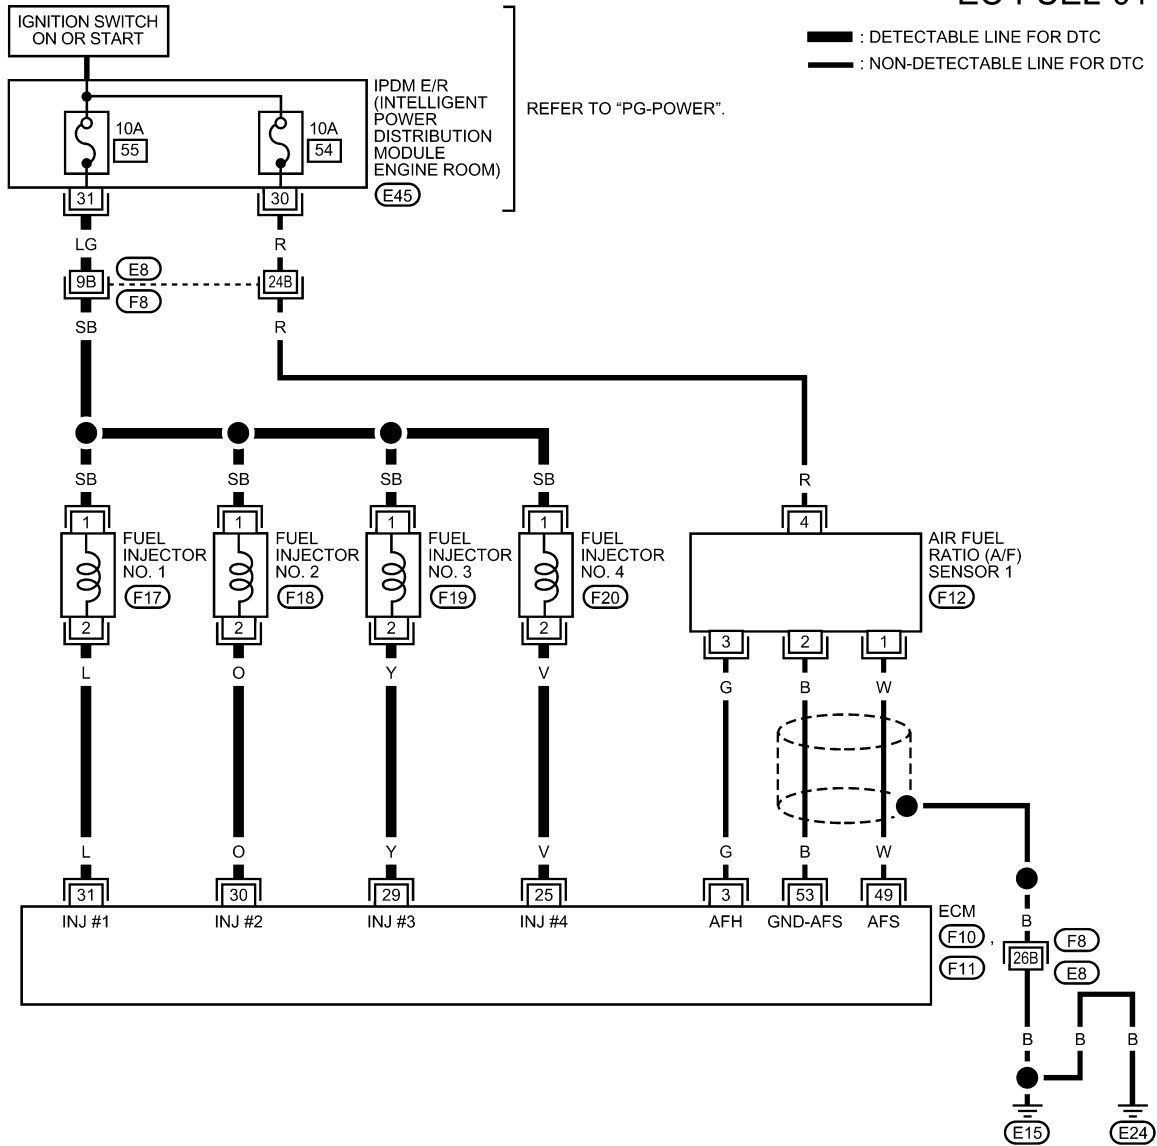 IGNITION SWITCH
ON OR START
: DETECTABLE LINE FOR DTC
: NON-DETECTABLE LINE FOR DTC
IPDM E/R
(INTELLIGENT
POWER
DISTRIBUTION
MODULE
ENGINE ROOM)
E45
REFER TO “PG-POWER”.
10A
55
10A
54
31
30
LG
R
9B
E8
F8
24B
SB
R
SB
SB
SB
SB
R
1
1
1
1
4
FUEL
INJECTOR
NO. 1
F17
FUEL
INJECTOR
NO. 2
F18
FUEL
INJECTOR
NO. 3
F19
FUEL
INJECTOR
NO. 4
F20
AIR FUEL
RATIO (A/F)
SENSOR 1
F12
2
2
2
2
3
2
1
L
O
Y
V
G
B
W
L
O
Y
V
G
B
W
31
30
29
25
3
53
49
INJ #1
INJ #2
INJ #3
INJ #4
AFH
GND-AFS
AFS
ECM
F10 ,
F11
B
26B
F8
E8
B
B
B
E15
E24